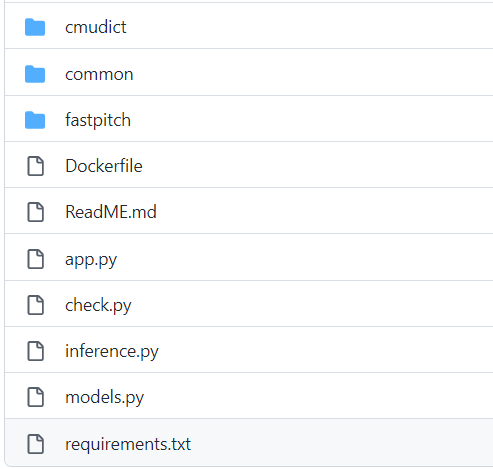 cmudict
common
fastpitch
Dockerfile
ReadME.md
app.py
check.py
inference.py
models.py
requirements.txt